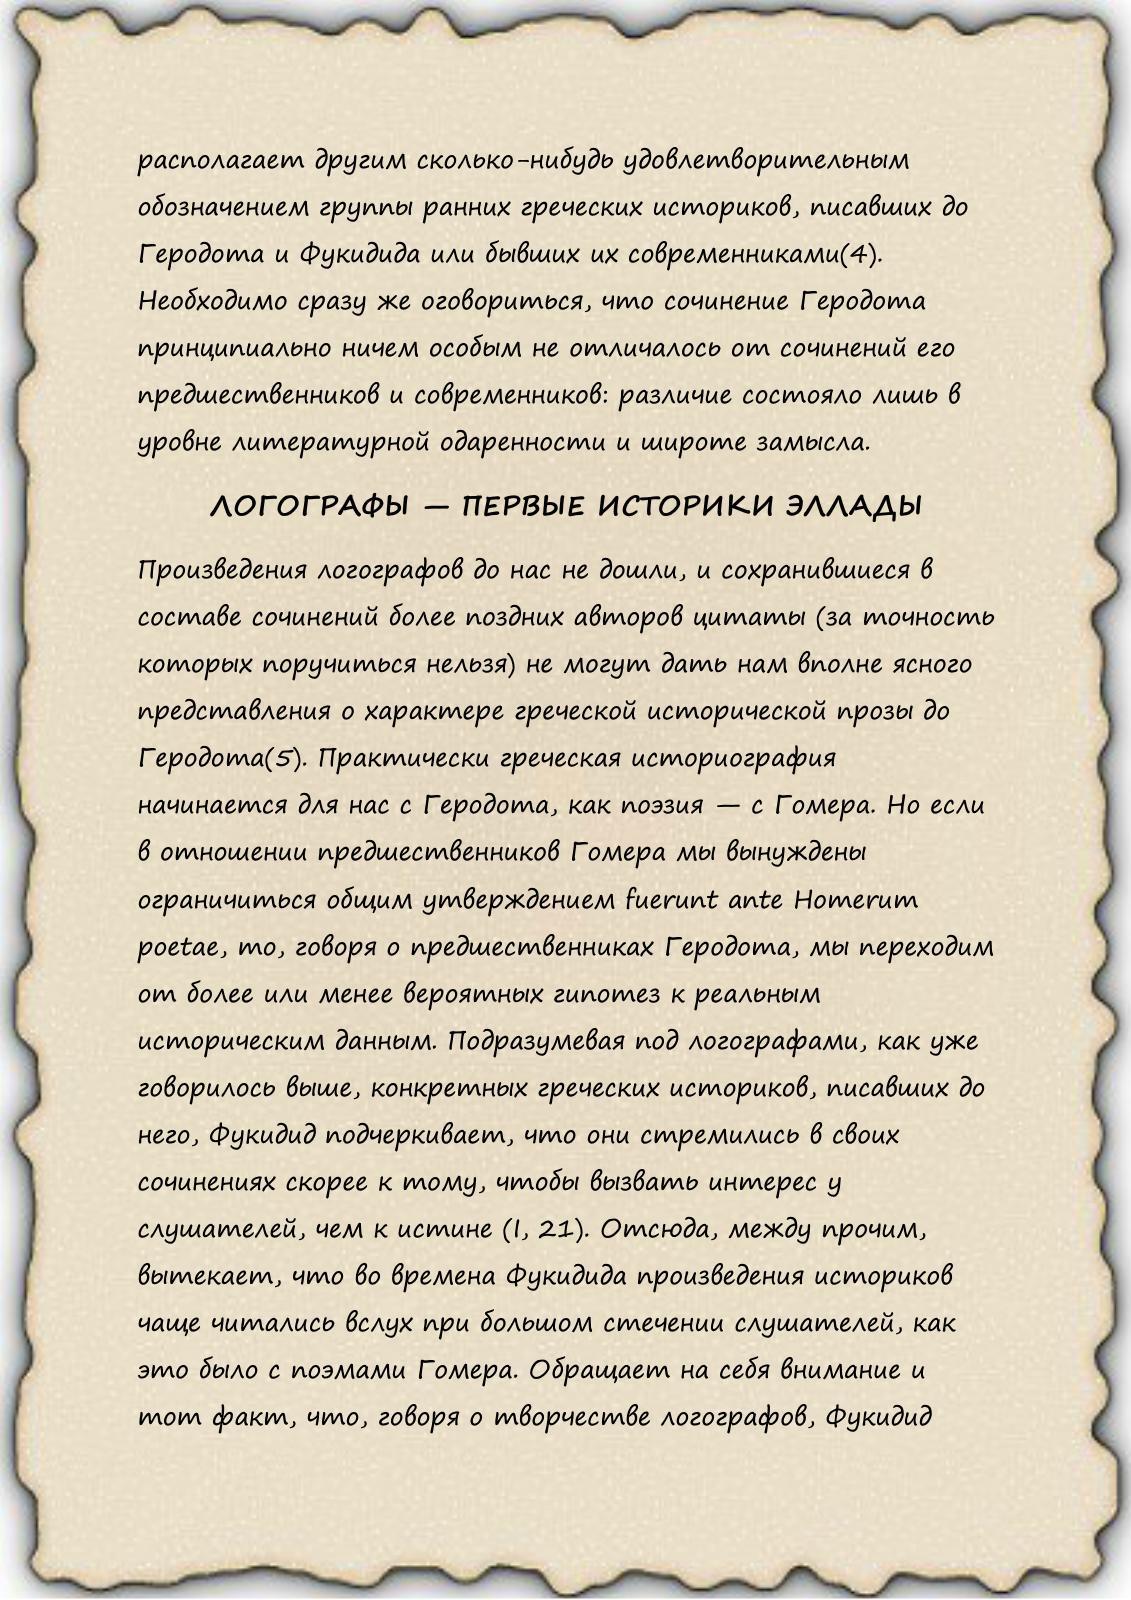 располагает другим сколько-нибудь удовлетворительным
обозначением группы ранних греческих историков, писавших до
Геродота и Фукидида или бывших их современниками(4).
Необходимо сразу же оговориться, что сочинение Геродота
принципиально ничем особым не отличалось от сочинений его
предшественников и современников: различие состояло лишь в
уровне литературной одаренности и широте замысла.
ЛОГОГРАФЫ — ПЕРВЫЕ ИСТОРИКИ ЭЛЛАДЫ
Произведения логографов до нас не дошли, и сохранившиеся в
составе сочинений более поздних авторов цитаты (за точность
которых поручиться нельзя) не могут дать нам вполне ясного
представления о характере греческой исторической прозы до
Геродота(5). Практически греческая историография
начинается для нас с Геродота, как поэзия — с Гомера. Но если
в отношении предшественников Гомера мы вынуждены
ограничиться общим утверждением fuerunt ante Homerum
poetae, то, говоря о предшественниках Геродота, мы переходим
от более или менее вероятных гипотез к реальным
историческим данным. Подразумевая под логографами, как уже
говорилось выше, конкретных греческих историков, писавших до
него, Фукидид подчеркивает, что они стремились в своих
сочинениях скорее к тому, чтобы вызвать интерес у
слушателей, чем к истине (I, 21). Отсюда, между прочим,
вытекает, что во времена Фукидида произведения историков
чаще читались вслух при большом стечении слушателей, как
это было с поэмами Гомера. Обращает на себя внимание и
тот факт, что, говоря о творчестве логографов, Фукидид